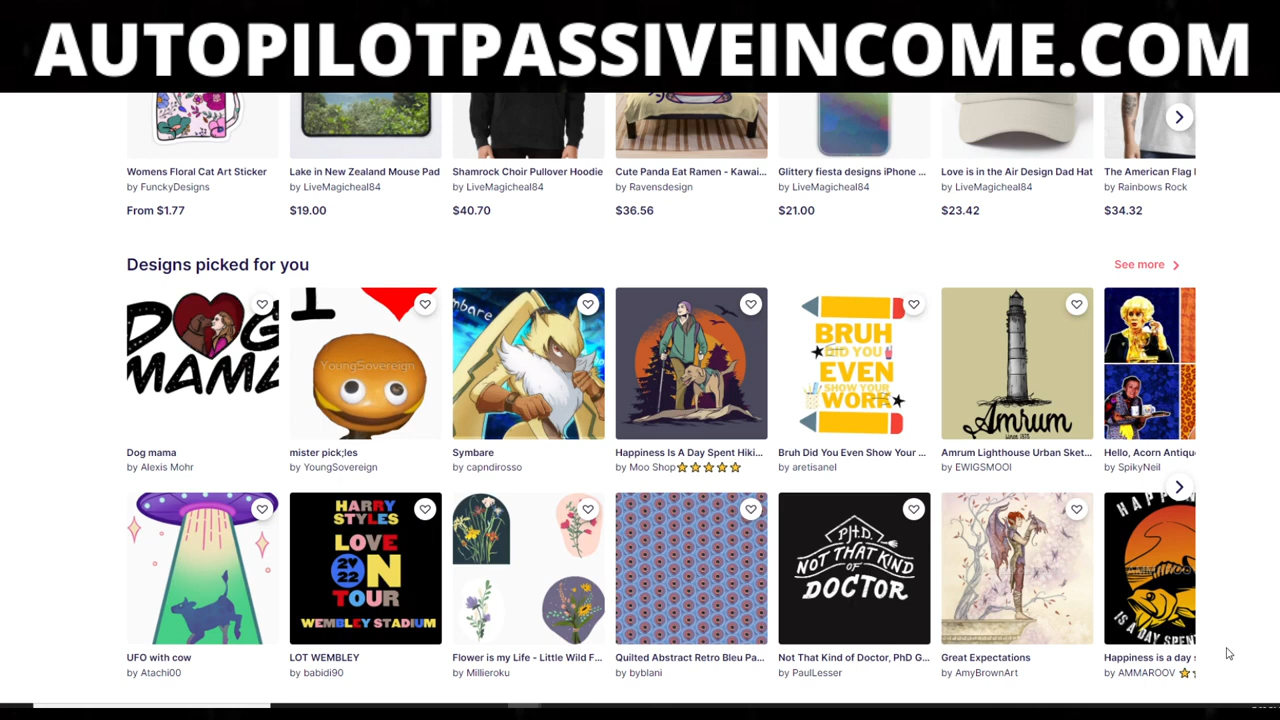 AUTOPILOTPASSIVEINCOME.COM
Womens Floral Cat Art Sticker
by FunckyDesigns
From $1.77
Lake in New Zealand Mouse Pad
by LiveMagicheal84
$19.00
Shamrock Choir Pullover Hoodie
by LiveMagicheal84
$40.70
Cute Panda Eat Ramen - Kawai...
by Ravensdesign
$36.56
Glittery fiesta designs iPhone ...
by LiveMagicheal84
$21.00
Love is in the Air Design Dad Hat
by LiveMagicheal84
$23.42
The American Flag
by Rainbows Rock
$34.32
Designs picked for you
See more
DOG
MAMA
Dog mama
by Alexis Mohr
I
YoungSovereign
mister pick;les
by YoungSovereign
mbare
Symbare
by capndirosso
Happiness Is A Day Spent Hiki...
by Moo Shop
BRUH
DID YOU
EVEN
SHOW YOUR
WORK
Bruh Did You Even Show Your ...
by aretisanel
Amrum
Since 1875
Amrum Lighthouse Urban Sket...
by EWIGSMOOI
Hello, Acorn Antique
by SpikyNeil
UFO with cow
by Atachi00
HARRY
STYLES
LOVE
2022 ON
TOUR
WEMBLEY STADIUM
LOT WEMBLEY
by babidi90
Flower is my Life - Little Wild F...
by Millieroku
Quilted Abstract Retro Bleu Pa...
by byblani
PH.D.
NOT THAT KIND
OF
DOCTOR
Not That Kind of Doctor, PhD G...
by PaulLesser
Great Expectations
by AmyBrownArt
HAPP
IS A DAY SPEN
Happiness is a day s
by AMMAROOV